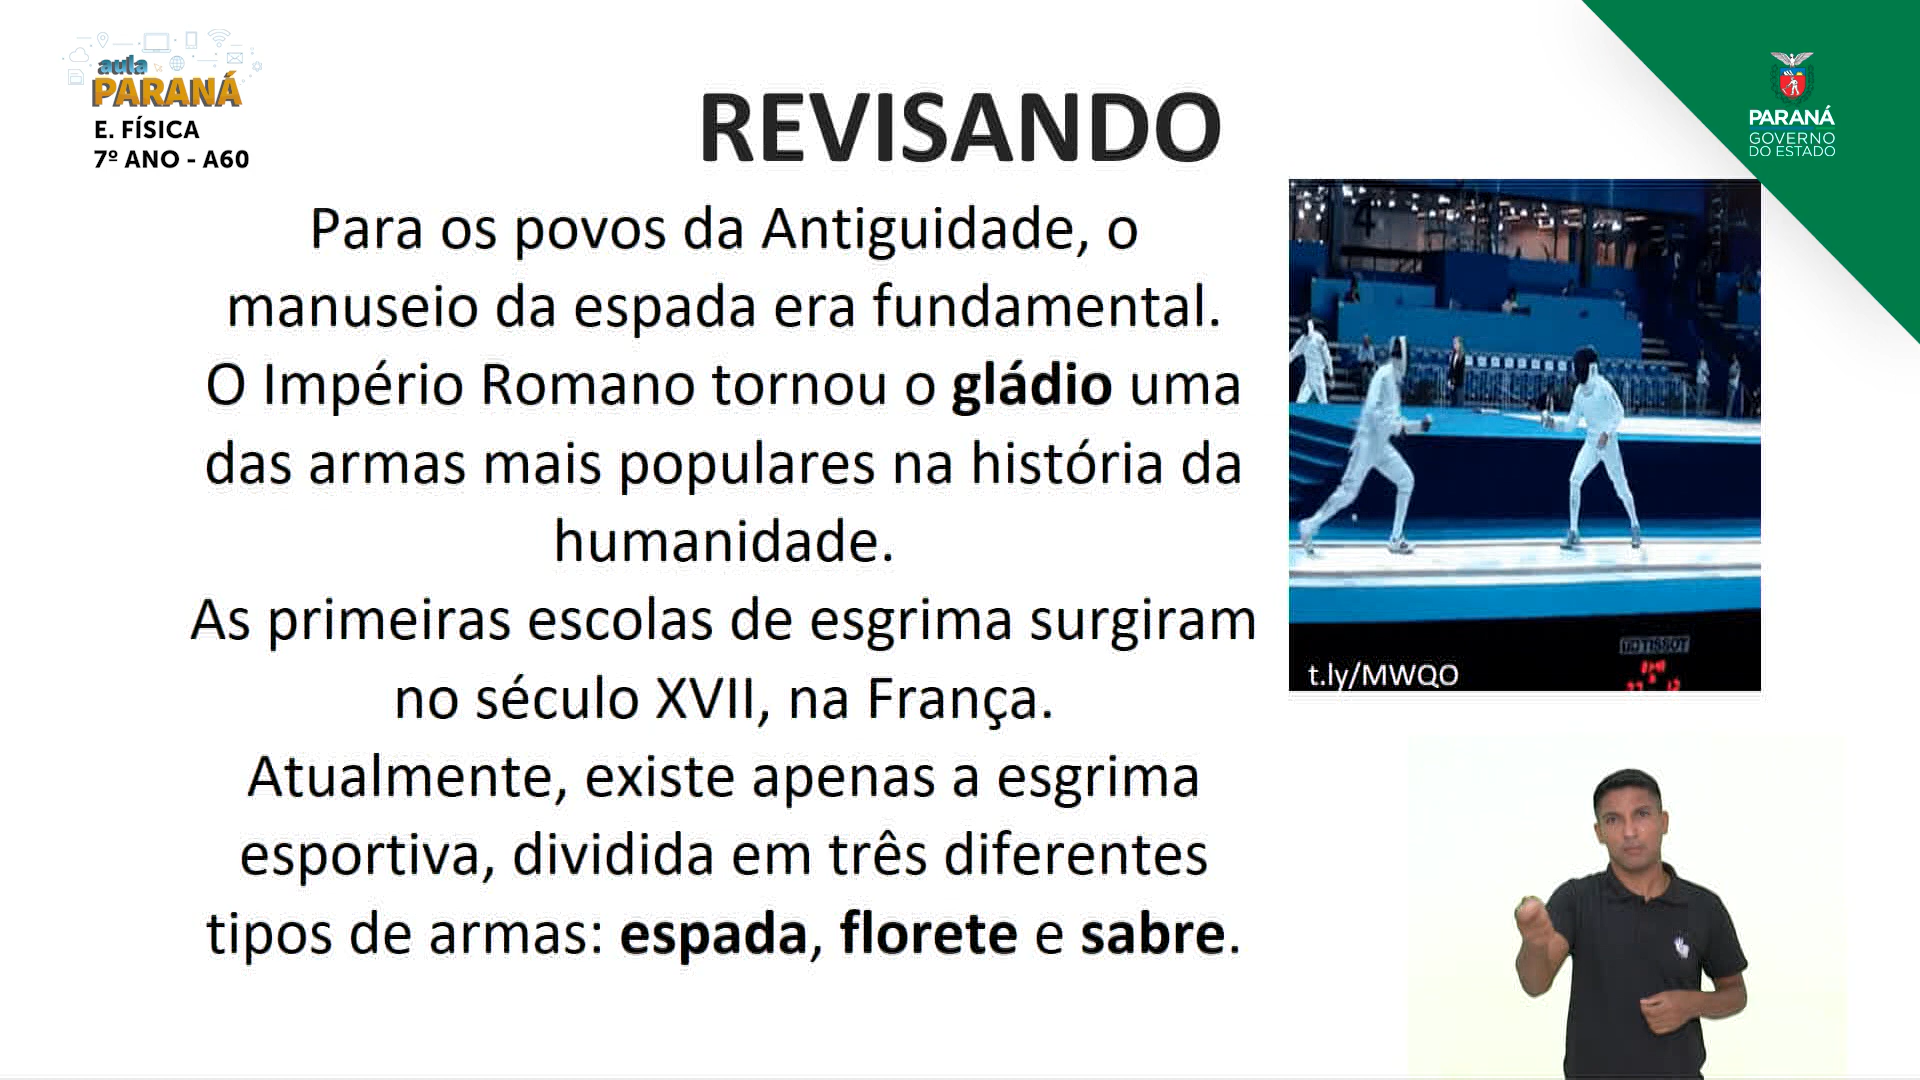 aula
PARANÁ
E. FÍSICA
7º ANO - A60
REVISANDO
PARANÁ
GOVERNO
DO ESTADO
Para os povos da Antiguidade, o
manuseio da espada era fundamental.
O Império Romano tornou o gládio uma
das armas mais populares na história da
humanidade.
As primeiras escolas de esgrima surgiram
no século XVII, na França.
Atualmente, existe apenas a esgrima
esportiva, dividida em três diferentes
tipos de armas: espada, florete e sabre.
4
TISSOT
t.ly/MWQO